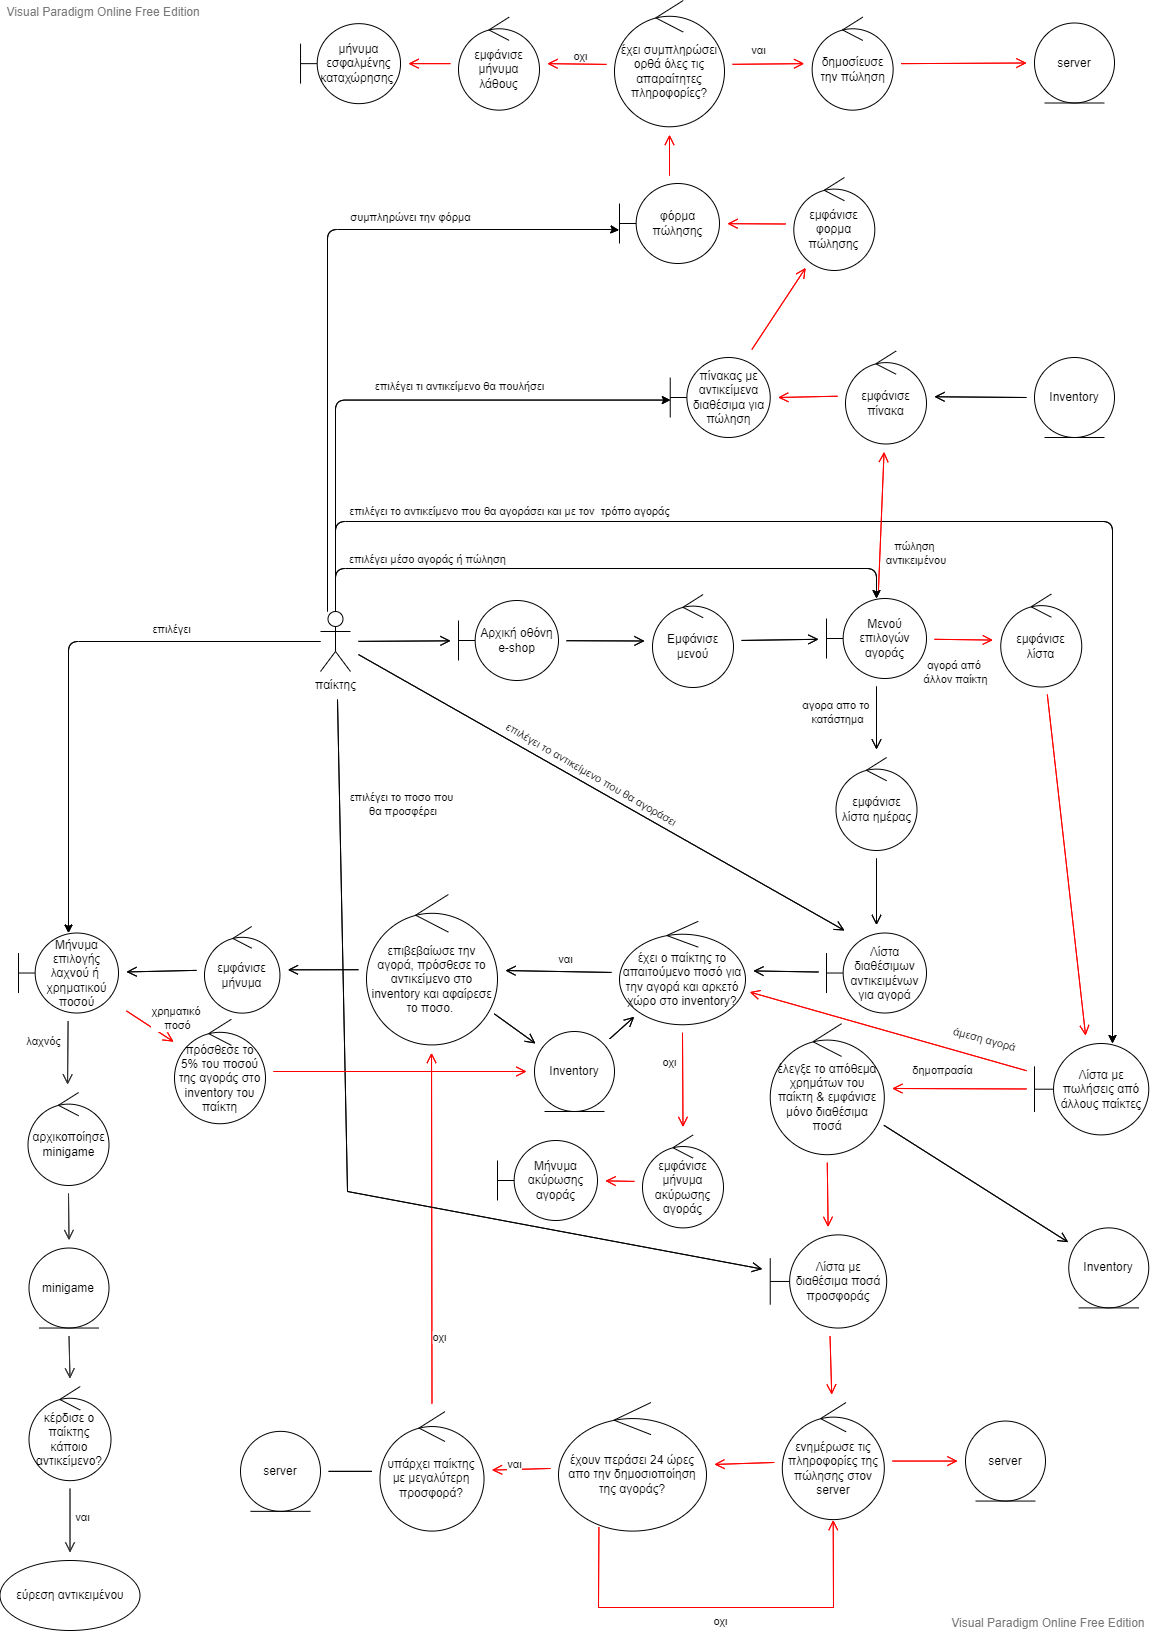 Visual Paradigm Online Free Edition
μήνυμα
εσφαλμένης
καταχώρησης
εμφάνισε
μήνυμα
λάθους
οχι
έχει συμπληρώσει
ορθά όλες τις
απαραίτητες
πληροφορίες?
ναι
δημοσίευσε
την πώληση
server
συμπληρώνει την φόρμα
φόρμα
πώλησης
εμφάνισε
φορμα
πώλησης
επιλέγει τι αντικείμενο θα πουλήσει
πίνακας με
αντικείμενα
διαθέσιμα για
πώληση
εμφάνισε
πίνακα
Inventory
επιλέγει το αντικείμενο που θα αγοράσει και με τον τρόπο αγοράς
πώληση
αντικειμένου
επιλέγει μέσο αγοράς ή πώληση
επιλέγει
παίκτης
Αρχική οθόνη
e-shop
Εμφάνισε
μενού
Μενού
επιλογών
αγοράς
αγορά από
άλλον παίκτη
εμφάνισε
λίστα
αγορα απο το
κατάστημα
επιλέγει το αντικείμενο που θα αγοράσει
επιλέγει το ποσο που
θα προσφέρει
εμφάνισε
λίστα ημέρας
Μήνυμα
επιλογής
λαχνού ή
χρηματικού
ποσού
εμφάνισε
μήνυμα
επιβεβαίωσε την
αγορά, πρόσθεσε το
αντικείμενο στο
inventory και αφαίρεσε
το ποσο.
ναι
έχει ο παίκτης το
απαιτούμενο ποσό για
την αγορά και αρκετό
χώρο στο inventory?
Λίστα
διαθέσιμων
αντικειμένων
για αγορά
χρηματικό
ποσό
λαχνός
πρόσθεσε το
5% του ποσού
της αγοράς στο
inventory του
παίκτη
Inventory
οχι
άμεση αγορά
δημοπρασία
έλεγξε το απόθεμα
χρημάτων του
παίκτη & εμφάνισε
μόνο διαθέσιμα
ποσά
Λίστα με
πωλήσεις από
άλλους παίκτες
αρχικοποίησε
minigame
Μήνυμα
ακύρωσης
αγοράς
εμφάνισε
μήνυμα
ακύρωσης
αγοράς
minigame
Λίστα με
διαθέσιμα ποσά
προσφοράς
Inventory
οχι
κέρδισε ο
παίκτης
κάποιο
αντικείμενο?
server
υπάρχει παίκτης
με μεγαλύτερη
προσφορά?
ναι
έχουν περάσει 24 ώρες
απο την δημοσιοποίηση
της αγοράς?
ενημέρωσε τις
πληροφορίες της
πώλησης στον
server
server
ναι
εύρεση αντικειμένου
οχι
Visual Paradigm Online Free Edition